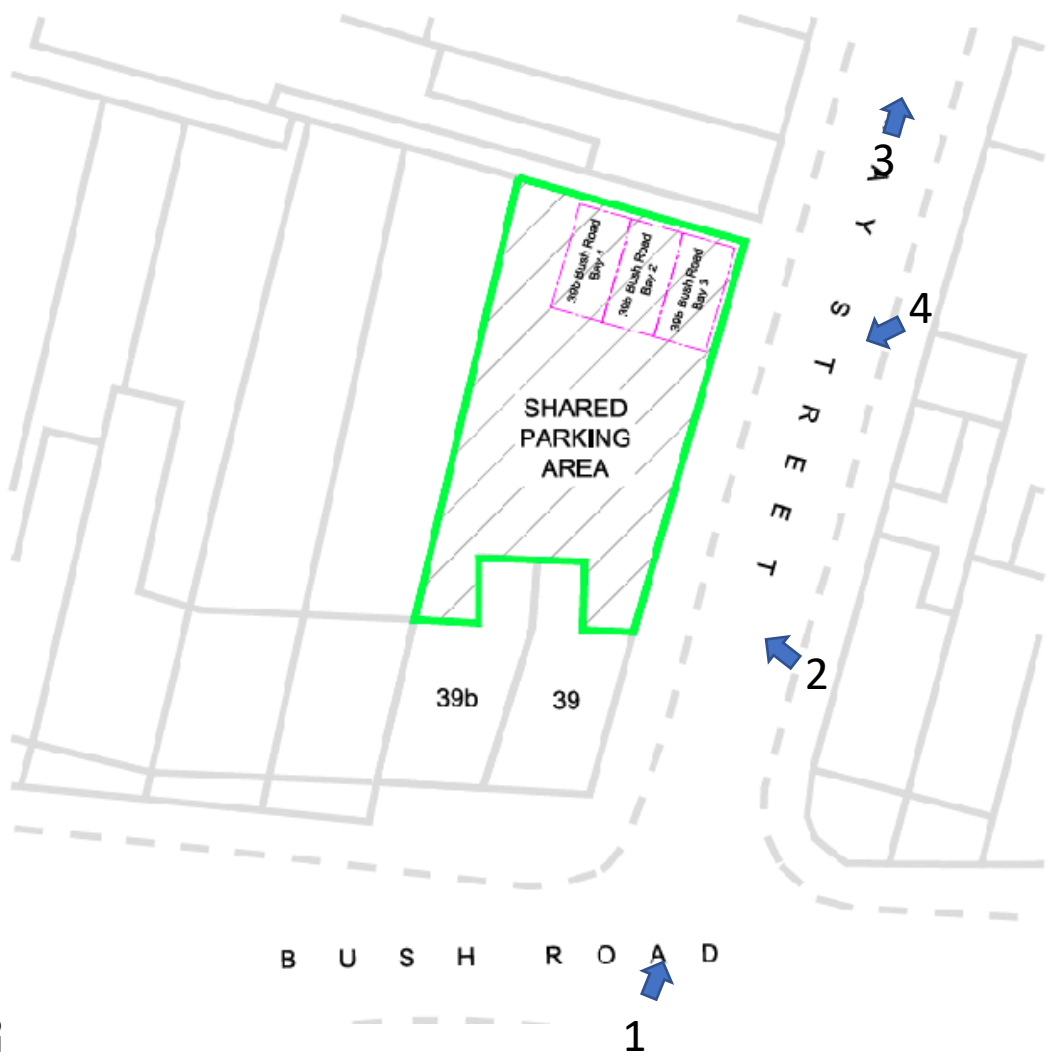 3
A Y S T R E E T
4
39b Bush Road
Bay 1
39b Bush Road
Bay 2
39b Bush Road
Bay 3
SHARED
PARKING
AREA
2
39b
39
BUSH ROAD
1